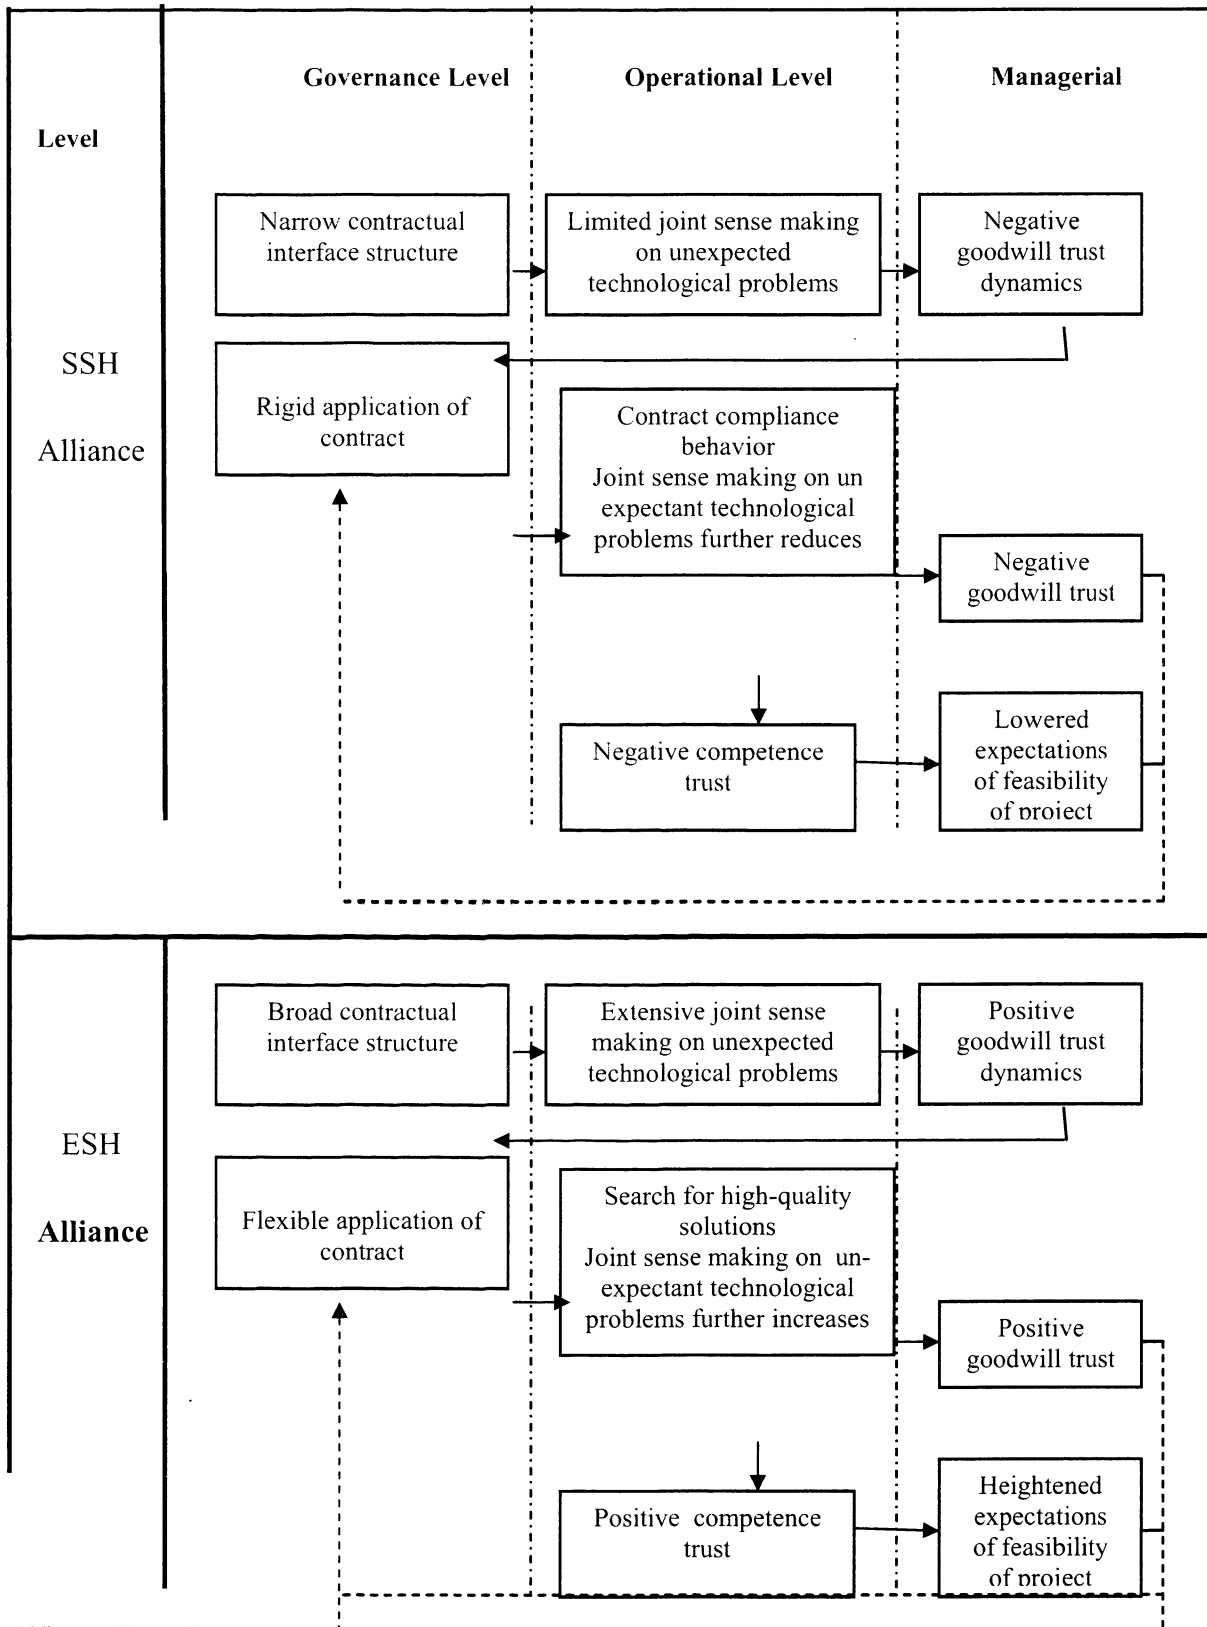 Governance Level
Operational Level
Managerial
Level
Narrow contractual
interface structure
Limited joint sense making
on unexpected
technological problems
Negative
goodwill trust
dynamics
SSH
Alliance
Rigid application of
contract
Contract compliance
behavior
Joint sense making on un
expectant technological
problems further reduces
Negative
goodwill trust
Negative competence
trust
Lowered
expectations
of feasibility
of project
Broad contractual
interface structure
Extensive joint sense
making on unexpected
technological problems
Positive
goodwill trust
dynamics
ESH
Alliance
Flexible application of
contract
Search for high-quality
solutions
Joint sense making on un-
expectant technological
problems further increases
Positive
goodwill trust
Positive competence
trust
Heightened
expectations
of feasibility
of project